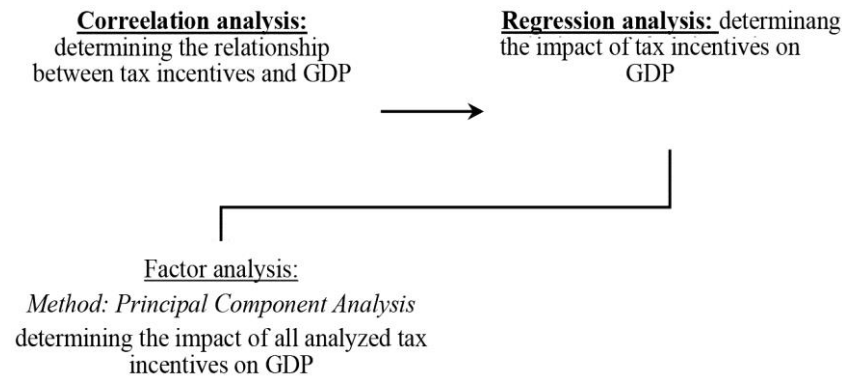 Correelation analysis:
determining the relationship
between tax incentives and GDP
Regression analysis: determinang
the impact of tax incentives on
GDP
Factor analysis:
Method: Principal Component Analysis
determining the impact of all analyzed tax
incentives on GDP